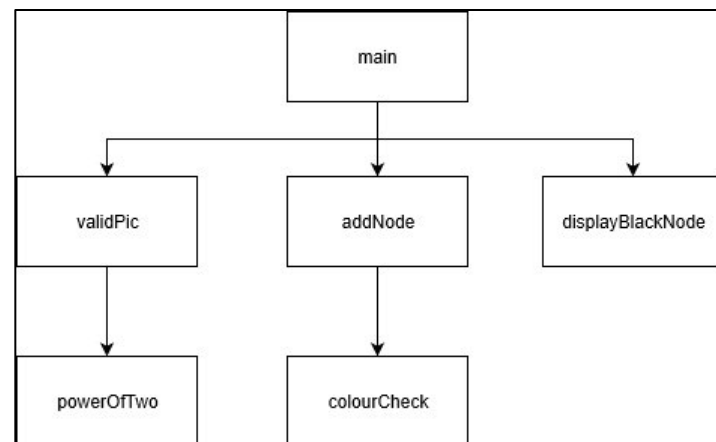 main
validPic
addNode
displayBlackNode
powerOfTwo
colourCheck